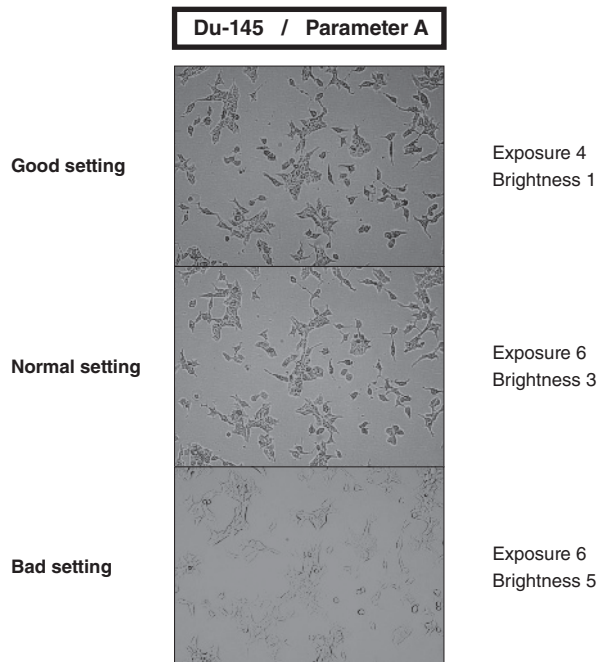 Du-145 / Parameter A
Good setting
Exposure 4
Brightness 1
Normal setting
Exposure 6
Brightness 3
Bad setting
Exposure 6
Brightness 5